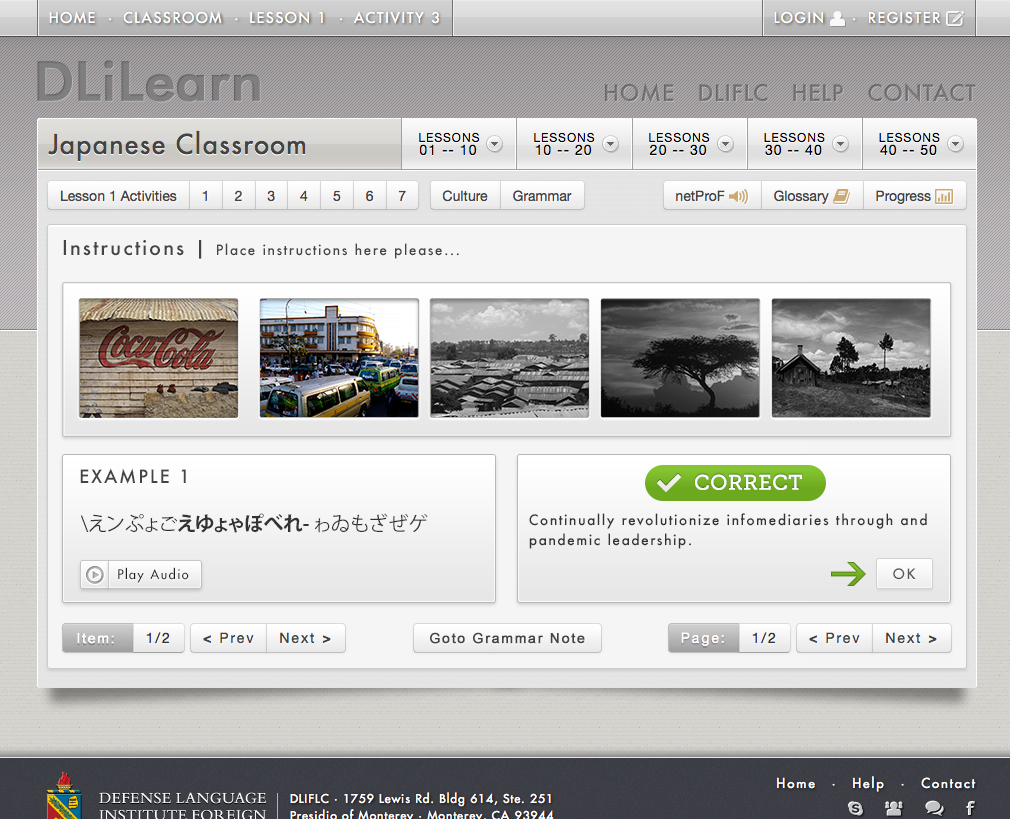 HOME · CLASSROOM · LESSON 1 · ACTIVITY 3
LOGIN · REGISTER
DLiLearn
HOME DLIFLC HELP CONTACT
Japanese Classroom
LESSONS 01 -- 10
LESSONS 10 -- 20
LESSONS 20 -- 30
LESSONS 30 -- 40
LESSONS 40 -- 50
Lesson 1 Activities 1 2 3 4 5 6 7 Culture Grammar netProF Glossary Progress
Instructions | Place instructions here please...
Coca-Cola
EXAMPLE 1
\えンぷょごえゆょゃぽべれ- ゎゐもざぜゲ
Play Audio
CORRECT
Continually revolutionize infomediaries through and
pandemic leadership.
OK
Item: 1/2 < Prev Next > Goto Grammar Note Page: 1/2 < Prev Next >
DEFENSE LANGUAGE
INSTITUTE FOREIGN
DLIFLC · 1759 Lewis Rd. Bldg 614, Ste. 251
Presidio of Monterey · Monterey, CA 93944
Home · Help · Contact